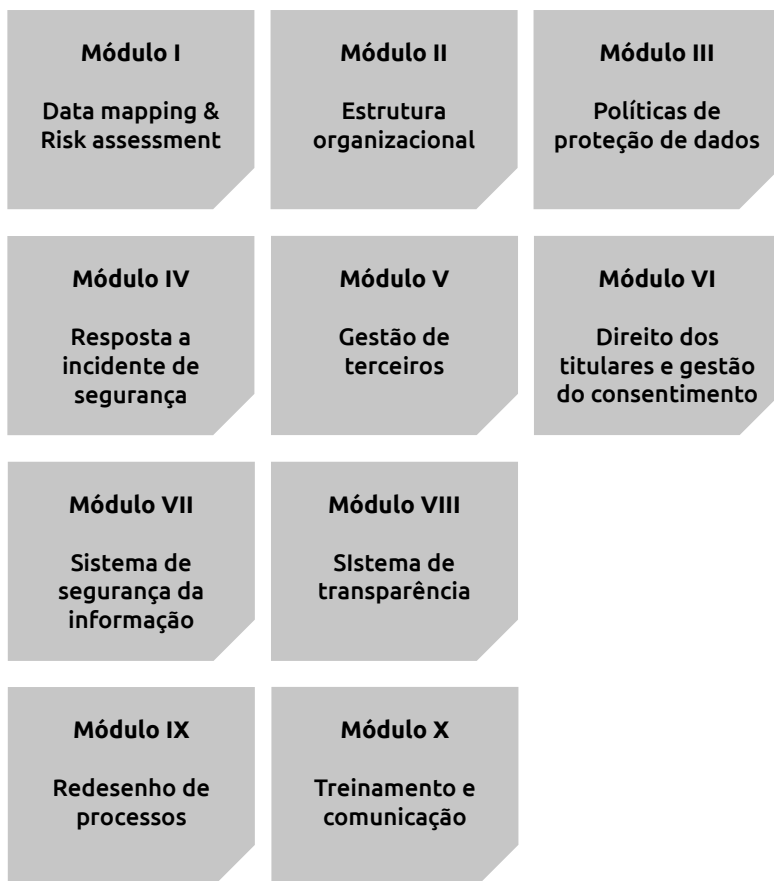 Módulo I
Data mapping &
Risk assessment
Módulo II
Estrutura
organizacional
Módulo III
Políticas de
proteção de dados
Módulo IV
Resposta a
incidente de
segurança
Módulo V
Gestão de
terceiros
Módulo VI
Direito dos
titulares e gestão
do consentimento
Módulo VII
Sistema de
segurança da
informação
Módulo VIII
SIstema de
transparência
Módulo IX
Redesenho de
processos
Módulo X
Treinamento e
comunicação